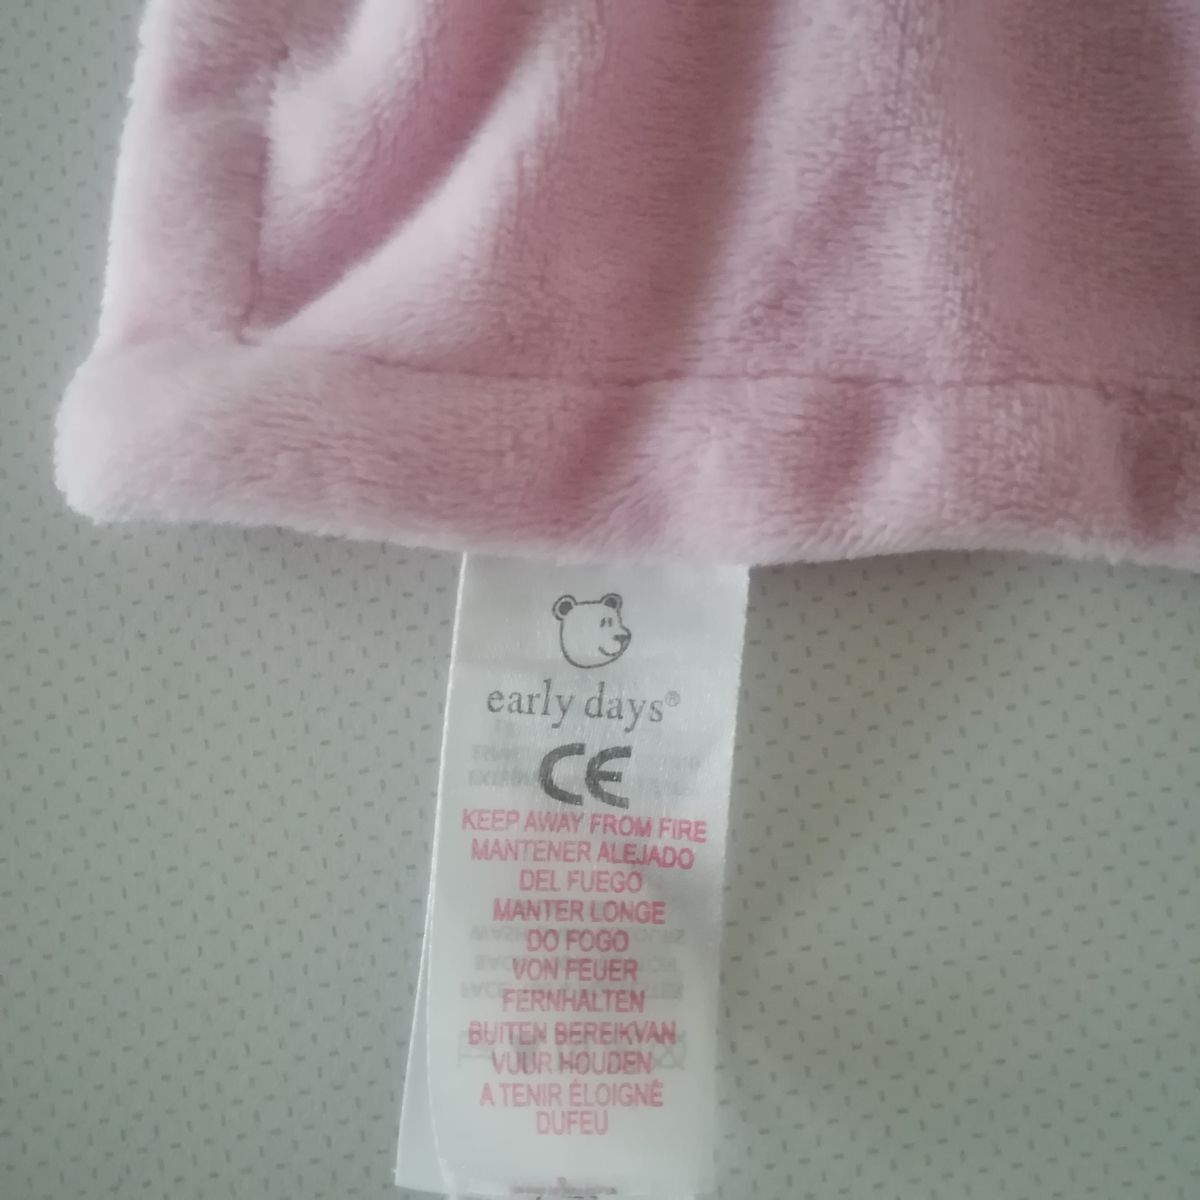 early days®
CE
KEEP AWAY FROM FIRE
MANTENER ALEJADO
DEL FUEGO
MANTER LONGE
DO FOGO
VON FEUER
FERNHALTEN
BUITEN BEREIKVAN
VUUR HOUDEN
A TENIR ÉLOIGNÉ
DUFEU